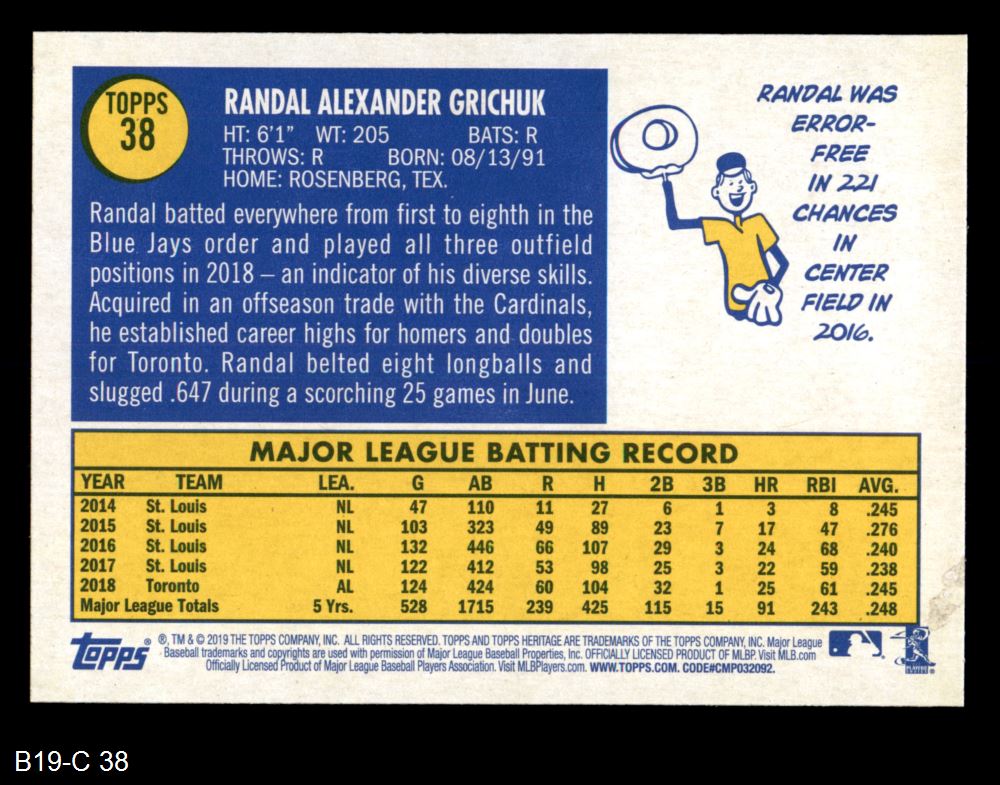 TOPPS
38
RANDAL ALEXANDER GRICHUK
HT: 6'1" WT: 205 BATS: R
THROWS: R BORN: 08/13/91
HOME: ROSENBERG, TEX.
Randal batted everywhere from first to eighth in the
Blue Jays order and played all three outfield
positions in 2018 – an indicator of his diverse skills.
Acquired in an offseason trade with the Cardinals,
he established career highs for homers and doubles
for Toronto. Randal belted eight longballs and
slugged .647 during a scorching 25 games in June.
RANDAL WAS
ERROR-
FREE
IN 221
CHANCES
IN
CENTER
FIELD IN
2016.
MAJOR LEAGUE BATTING RECORD
YEAR TEAM LEA. G AB R H 2B 3B HR RBI AVG.
2014 St. Louis NL 47 110 11 27 6 1 3 8 .245
2015 St. Louis NL 103 323 49 89 23 7 17 47 .276
2016 St. Louis NL 132 446 66 107 29 3 24 68 .240
2017 St. Louis NL 122 412 53 98 25 3 22 59 .238
2018 Toronto AL 124 424 60 104 32 1 25 61 .245
Major League Totals 5 Yrs. 528 1715 239 425 115 15 91 243 .248
TOPPS ® ®, TM & © 2019 THE TOPPS COMPANY, INC. ALL RIGHTS RESERVED. TOPPS AND TOPPS HERITAGE ARE TRADEMARKS OF THE TOPPS COMPANY, INC. Major League
Baseball trademarks and copyrights are used with permission of Major League Baseball Properties, Inc. OFFICIALLY LICENSED PRODUCT OF MLBP. Visit MLB.com
Officially Licensed Product of Major League Baseball Players Association. Visit MLBPlayers.com. WWW.TOPPS.COM. CODE#CMP032092.
B19-C 38